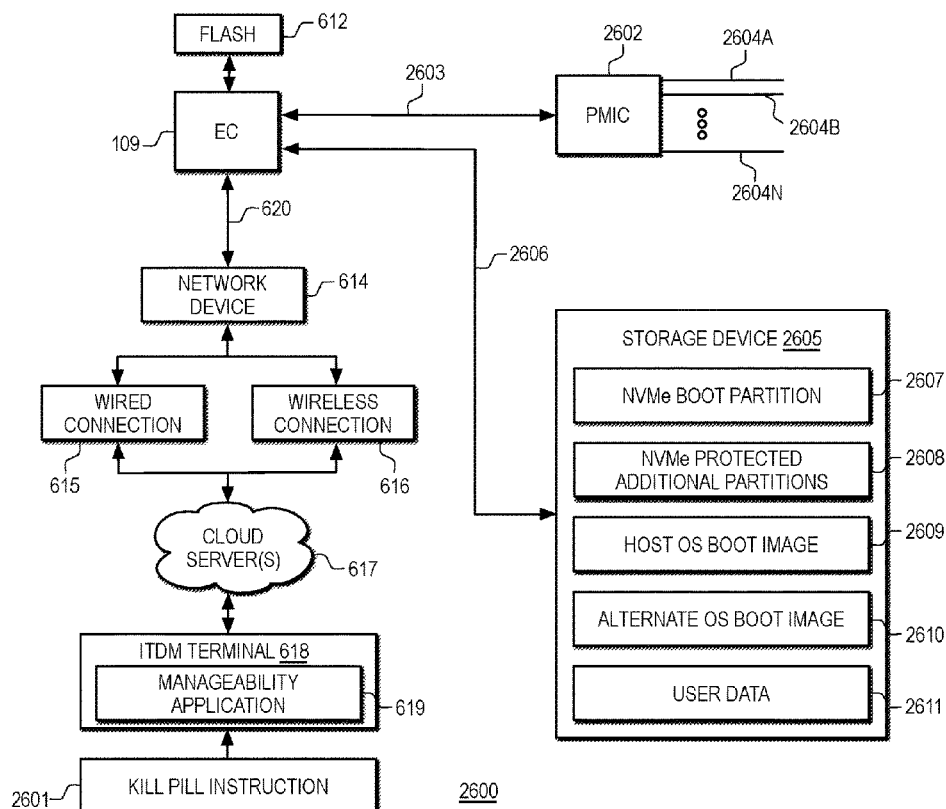 FLASH
612
2602
2604A
2603
EC
PMIC
109
2604B
2604N
620
2606
NETWORK
DEVICE
614
STORAGE DEVICE 2605
2607
NVMe BOOT PARTITION
WIRED
CONNECTION
WIRELESS
CONNECTION
2608
NVMe PROTECTED
ADDITIONAL PARTITIONS
615
616
2609
HOST OS BOOT IMAGE
CLOUD
SERVER(S)
617
ALTERNATE OS BOOT IMAGE
2610
ITDM TERMINAL 618
MANAGEABILITY
APPLICATION
619
USER DATA
2611
2601
KILL PILL INSTRUCTION
2600